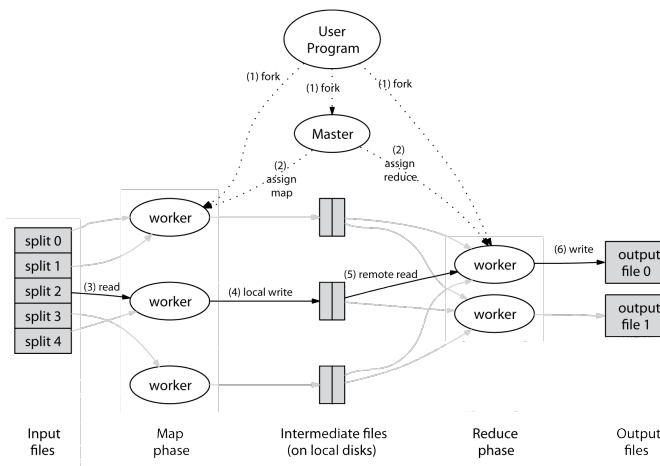 User
Program
(1) fork
(1) fork
(1) fork
Master
(2)
assign
map
(2)
assign
reduce
worker
split 0
split 1
split 2
split 3
split 4
(3) read
worker
(4) local write
(5) remote read
worker
(6) write
output
file 0
worker
output
file 1
worker
Input
files
Map
phase
Intermediate files
(on local disks)
Reduce
phase
Output
files